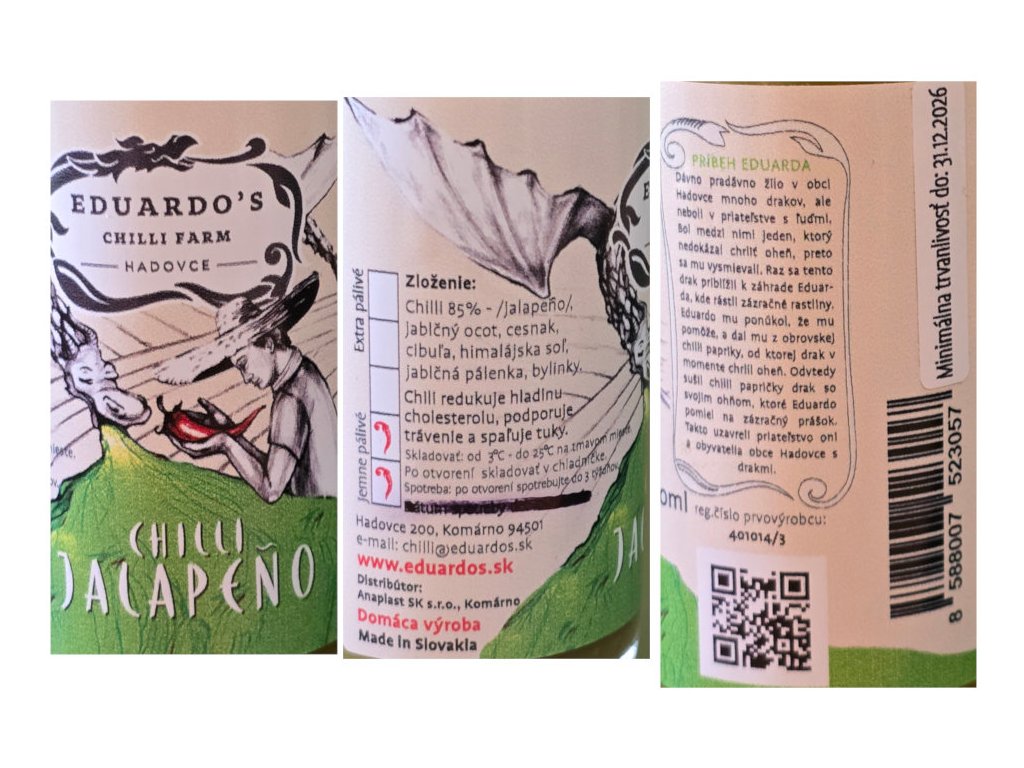 EDUARDO'S
CHILLI FARM
HADOVCE
CHILLI
JALAPEÑO
Extra pálivé
Jemne pálivé
Zloženie:
Chilli 85% - /jalapeño/,
jablčný ocot, cesnak,
cibuľa, himalájska soľ,
jablčná pálenka, bylinky.
Chilli redukuje hladinu
cholesterolu, podporuje
trávenie a spaľuje tuky.
Skladovať: od 3°C - do 25°C na tmavom mieste.
Po otvorení skladovať v chladničke.
Spotreba: po otvorení spotrebujte do 3 týždňov
Hadovce 200, Komárno 94501
e-mail: chilli@eduardos.sk
www.eduardos.sk
Distribútor:
Anaplast SK s.r.o., Komárno
Domáca výroba
Made in Slovakia
PRÍBEH EDUARDA
Dávno pradávno žilo v obci
Hadovce mnoho drakov, ale
neboli v priateľstve s ľuďmi.
Bol medzi nimi jeden, ktorý
nedokázal chrliť oheň, preto
sa mu vysmievali. Raz sa tento
drak priblížil k záhrade Eduar-
da, kde rástli zázračné rastliny.
Eduardo mu ponúkol, že mu
pomôže, a dal mu z obrovskej
chilli papriky, od ktorej drak v
momente chrlil oheň. Odvtedy
sušil chilli papričky drak so
svojim ohňom, ktoré Eduardo
pomlel na zázračný prášok.
Takto uzavreli priateľstvo oni
a obyvatelia obce Hadovce s
drakmi.
Minimálna trvanlivosť do: 31.12.2026
0ml
reg.číslo prvovýrobcu:
401014/3
8 588007 523057